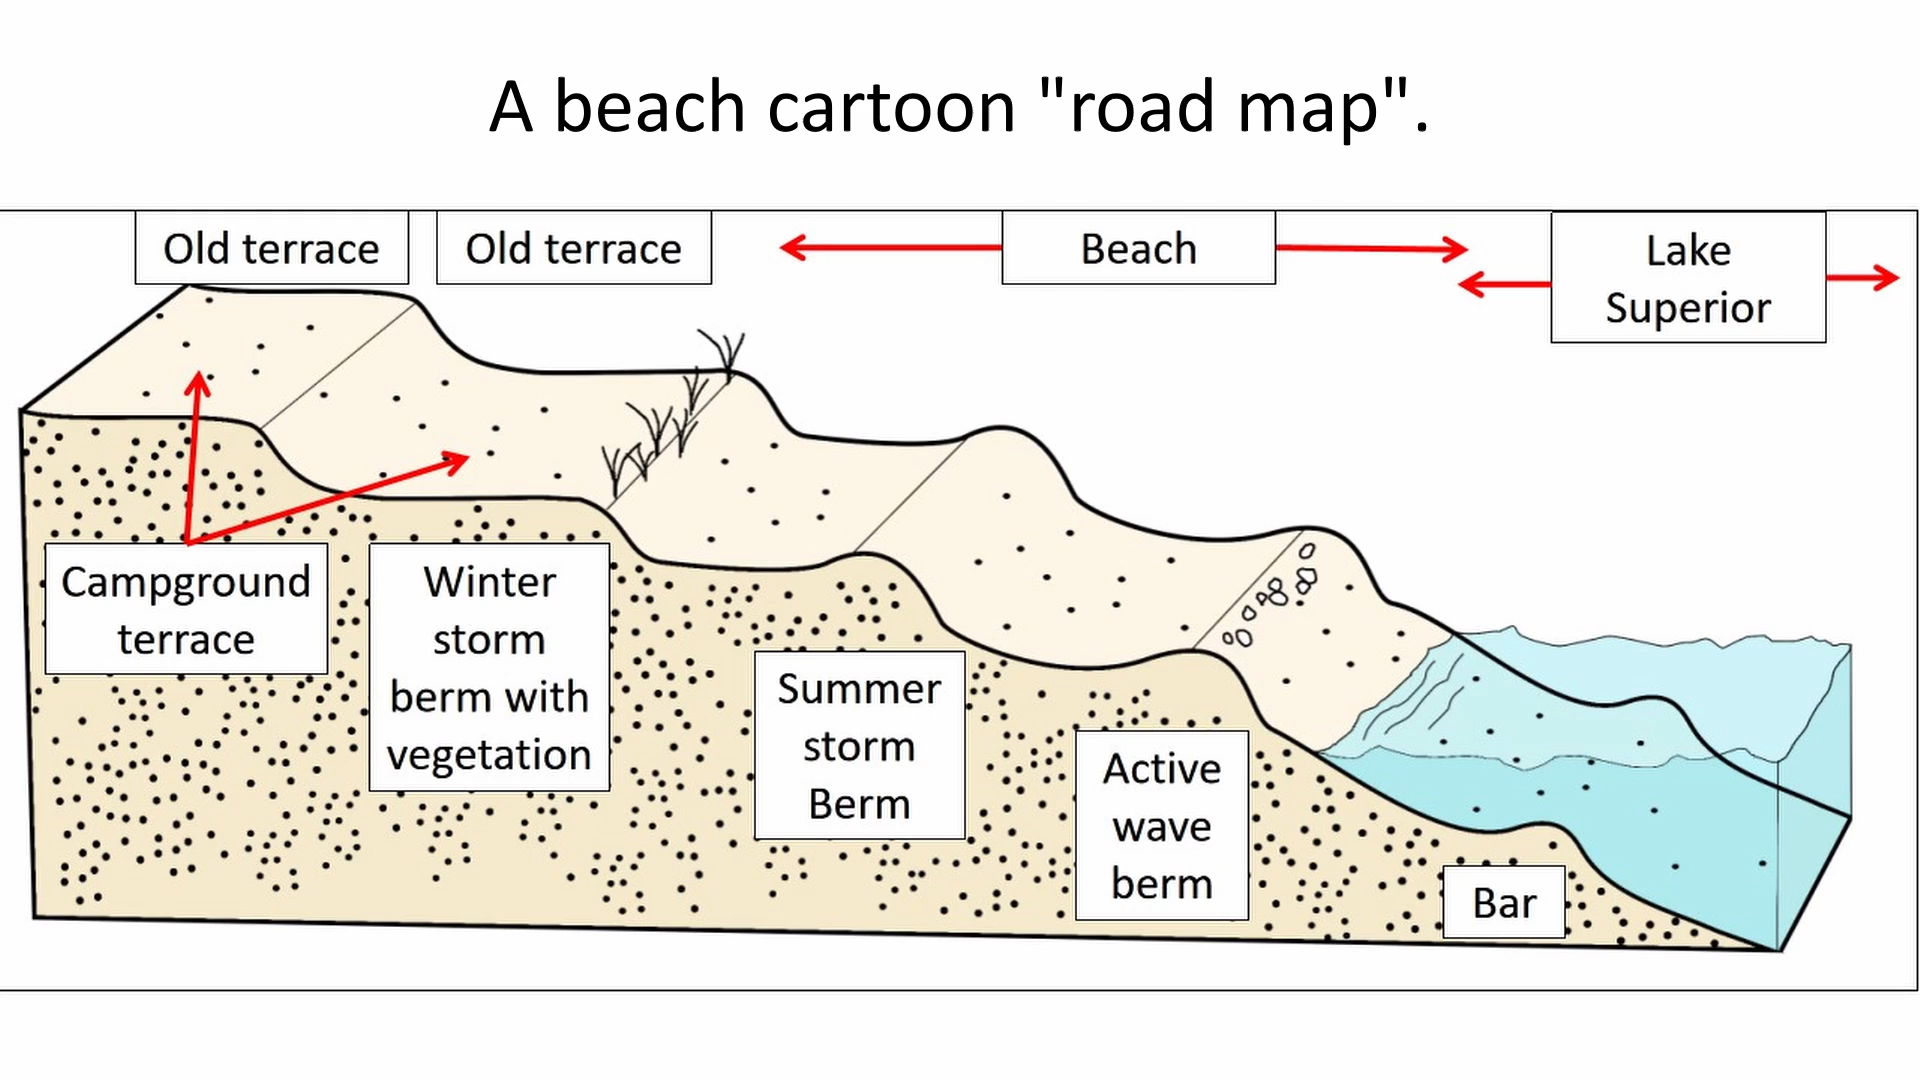 A beach cartoon "road map".
Old terrace
Old terrace
Beach
Lake
Superior
Campground
terrace
Winter
storm
berm with
vegetation
Summer
storm
Berm
Active
wave
berm
Bar